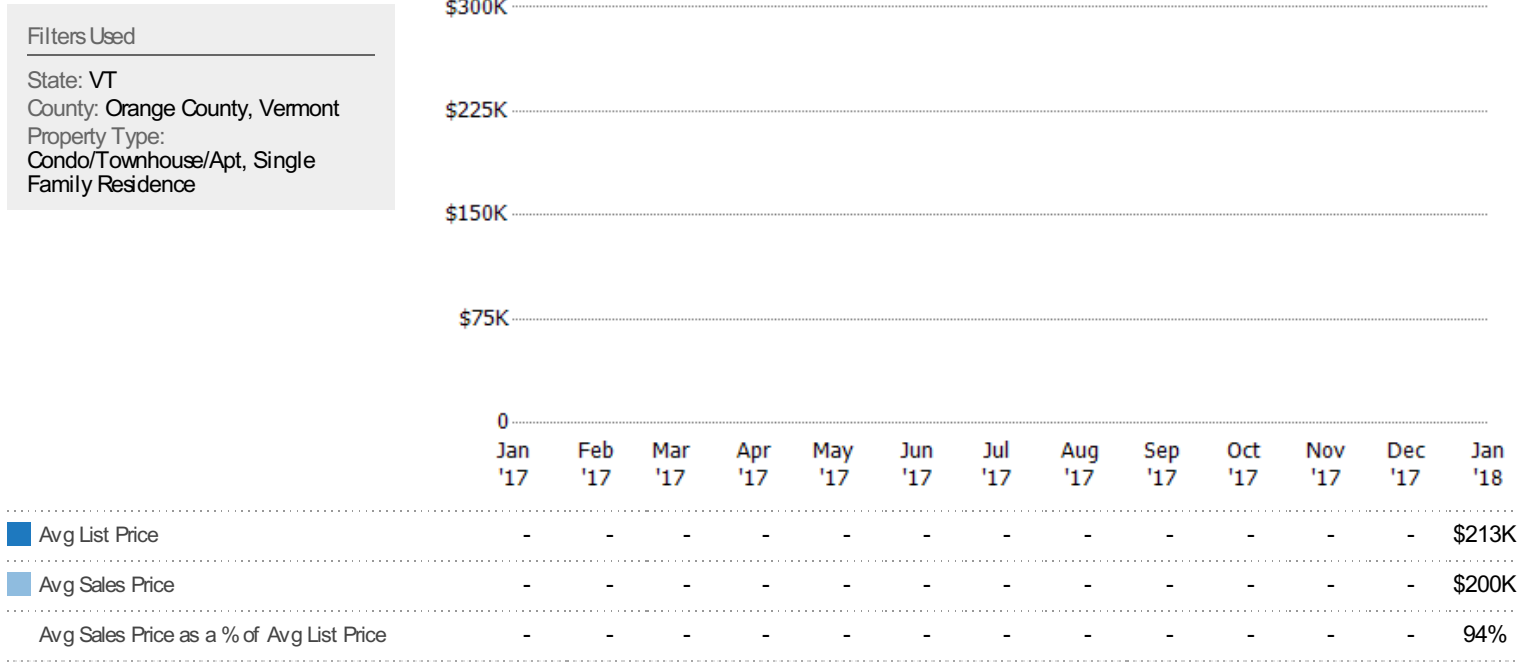 Filters Used
State: VT
County: Orange County, Vermont
Property Type:
Condo/Townhouse/Apt, Single
Family Residence
$300K
$225K
$150K
$75K
0
Jan Feb Mar Apr May Jun Jul Aug Sep Oct Nov Dec Jan
'17 '17 '17 '17 '17 '17 '17 '17 '17 '17 '17 '17 '18
Avg List Price - - - - - - - - - - - - $213K
Avg Sales Price - - - - - - - - - - - - $200K
Avg Sales Price as a % of Avg List Price - - - - - - - - - - - - 94%